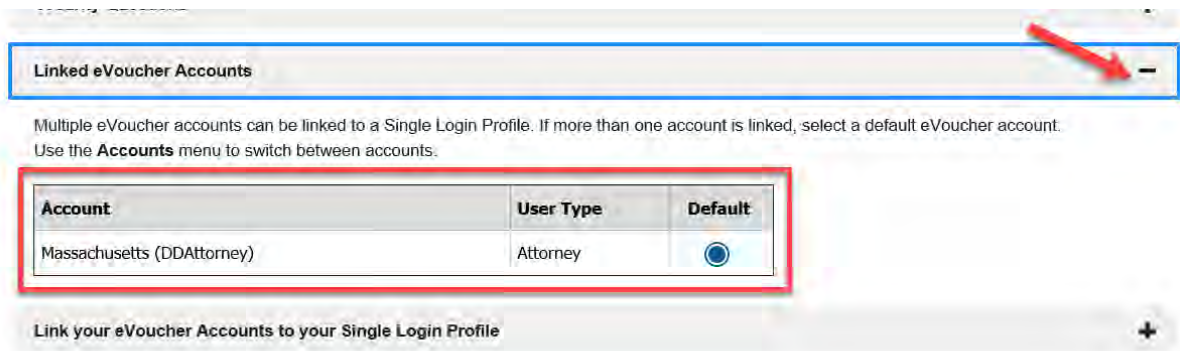 Linked eVoucher Accounts
Multiple eVoucher accounts can be linked to a Single Login Profile. If more than one account is linked, select a default eVoucher account.
Use the Accounts menu to switch between accounts.
Account User Type Default
Massachusetts (DDAttorney) Attorney
Link your eVoucher Accounts to your Single Login Profile